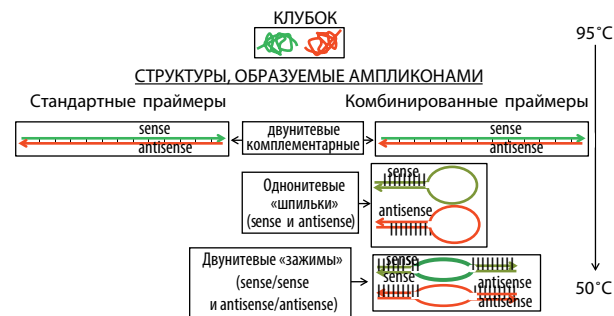 КЛУБОК
95˚C
СТРУКТУРЫ, ОБРАЗУЕМЫЕ АМПЛИКОНАМИ
Стандартные праймеры
Комбинированные праймеры
sense
antisense
двунитевые
комплементарные
sense
antisense
Однонитевые
«шпильки»
(sense и antisense)
sense
antisense
Двунитевые «зажимы»
(sense/sense
и antisense/antisense)
sense
sense
antisense
antisense
50˚C